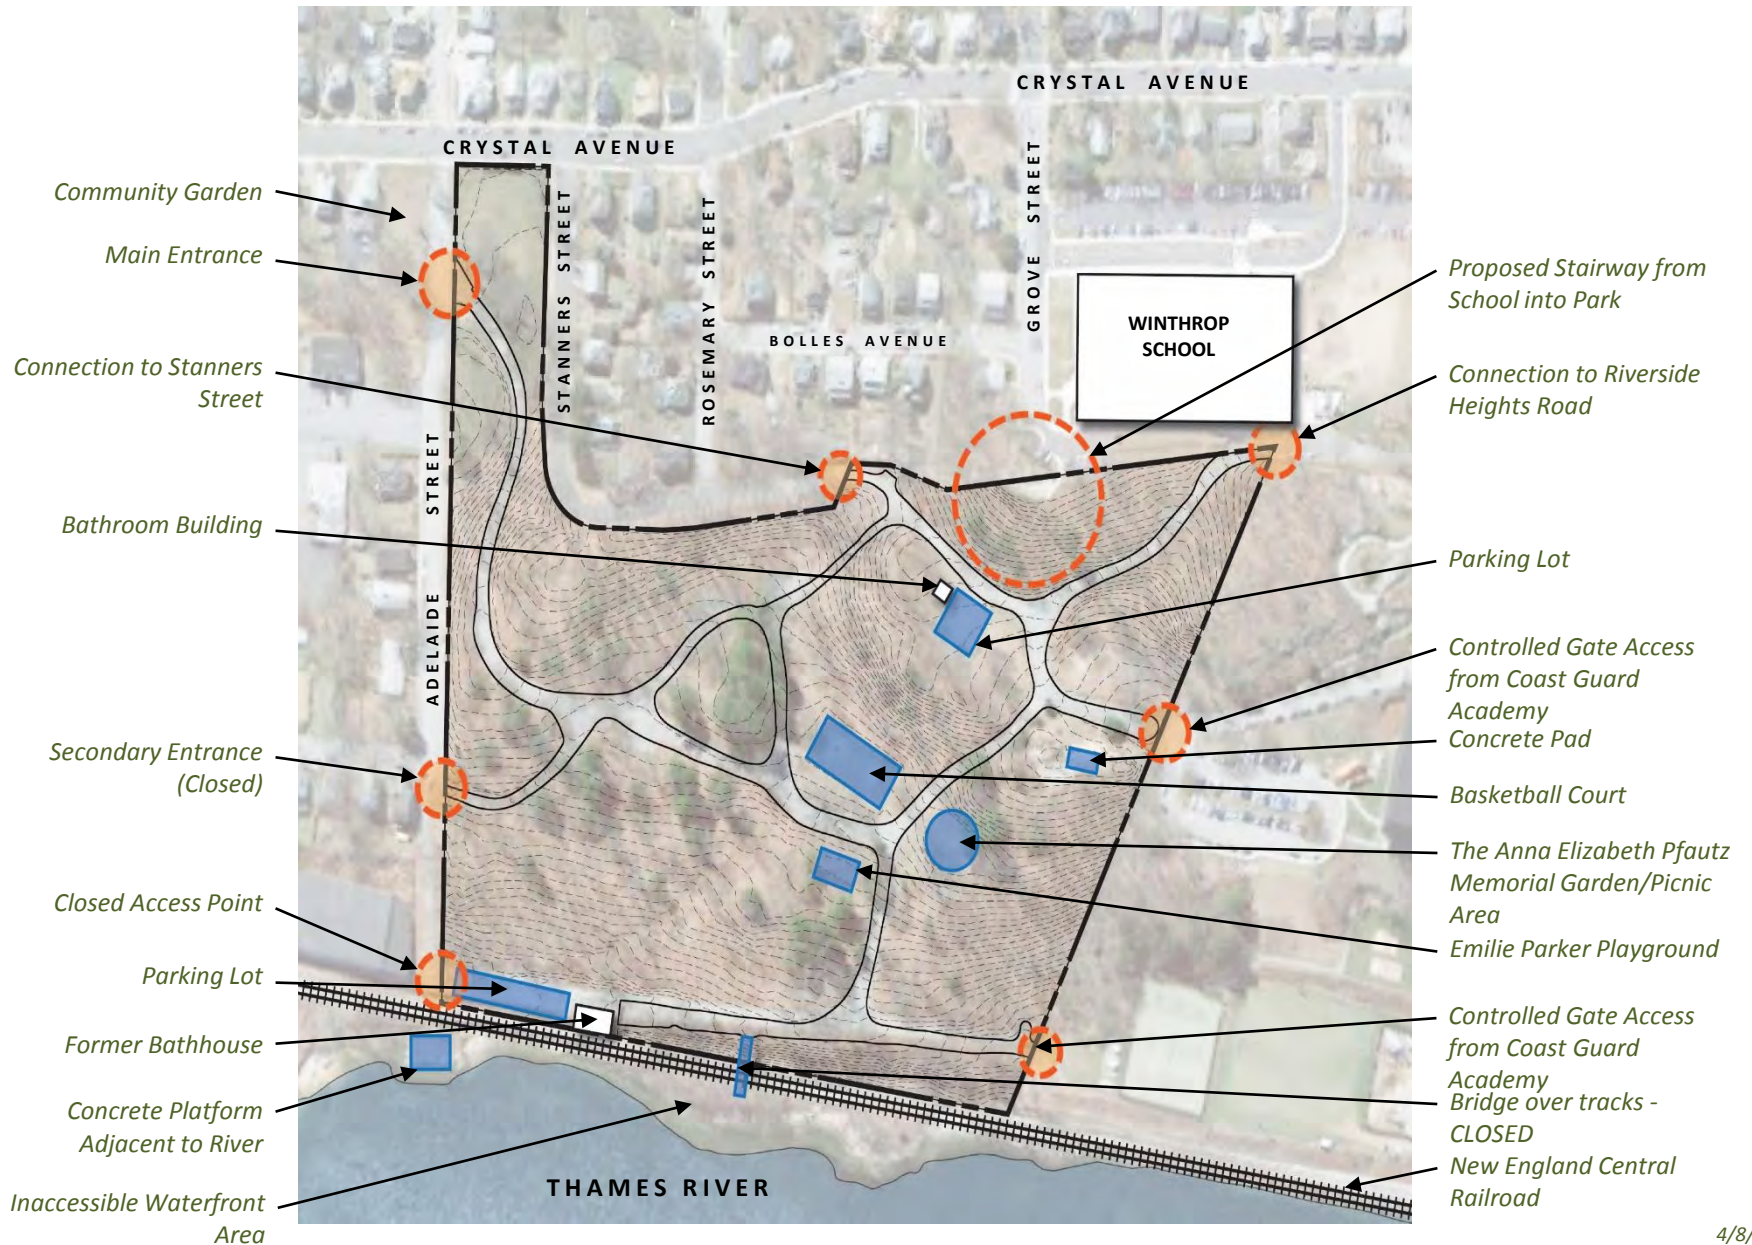 CRYSTAL AVENUE
CRYSTAL AVENUE
STANNERS STREET
ROSEMARY STREET
GROVE STREET
BOLLES AVENUE
ADELAIDE STREET
WINTHROP
SCHOOL
THAMES RIVER
Community Garden
Main Entrance
Connection to Stanners
Street
Bathroom Building
Secondary Entrance
(Closed)
Closed Access Point
Parking Lot
Former Bathhouse
Concrete Platform
Adjacent to River
Inaccessible Waterfront
Area
Proposed Stairway from
School into Park
Connection to Riverside
Heights Road
Parking Lot
Controlled Gate Access
from Coast Guard
Academy
Concrete Pad
Basketball Court
The Anna Elizabeth Pfautz
Memorial Garden/Picnic
Area
Emilie Parker Playground
Controlled Gate Access
from Coast Guard
Academy
Bridge over tracks -
CLOSED
New England Central
Railroad
4/8/